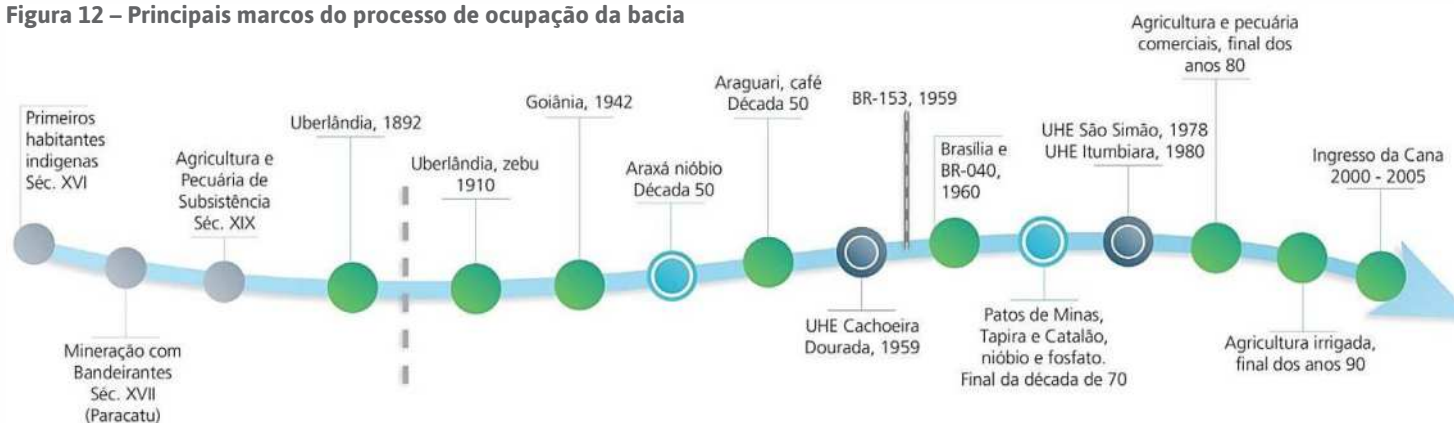 Figura 12 – Principais marcos do processo de ocupação da bacia
Primeiros
habitantes
indigenas
Séc. XVI
Mineração com
Bandeirantes
Séc. XVII
(Paracatu)
Agricultura e
Pecuária de
Subsistência
Séc. XIX
Uberlândia, 1892
Uberlândia, zebu
1910
Goiânia, 1942
Araxá nióbio
Década 50
Araguari, café
Década 50
UHE Cachoeira
Dourada, 1959
BR-153, 1959
Brasília e
BR-040,
1960
Patos de Minas,
Tapira e Catalão,
nióbio e fosfato.
Final da década de 70
UHE São Simão, 1978
UHE Itumbiara, 1980
Agricultura e pecuária
comerciais, final dos
anos 80
Agricultura irrigada,
final dos anos 90
Ingresso da Cana
2000 - 2005